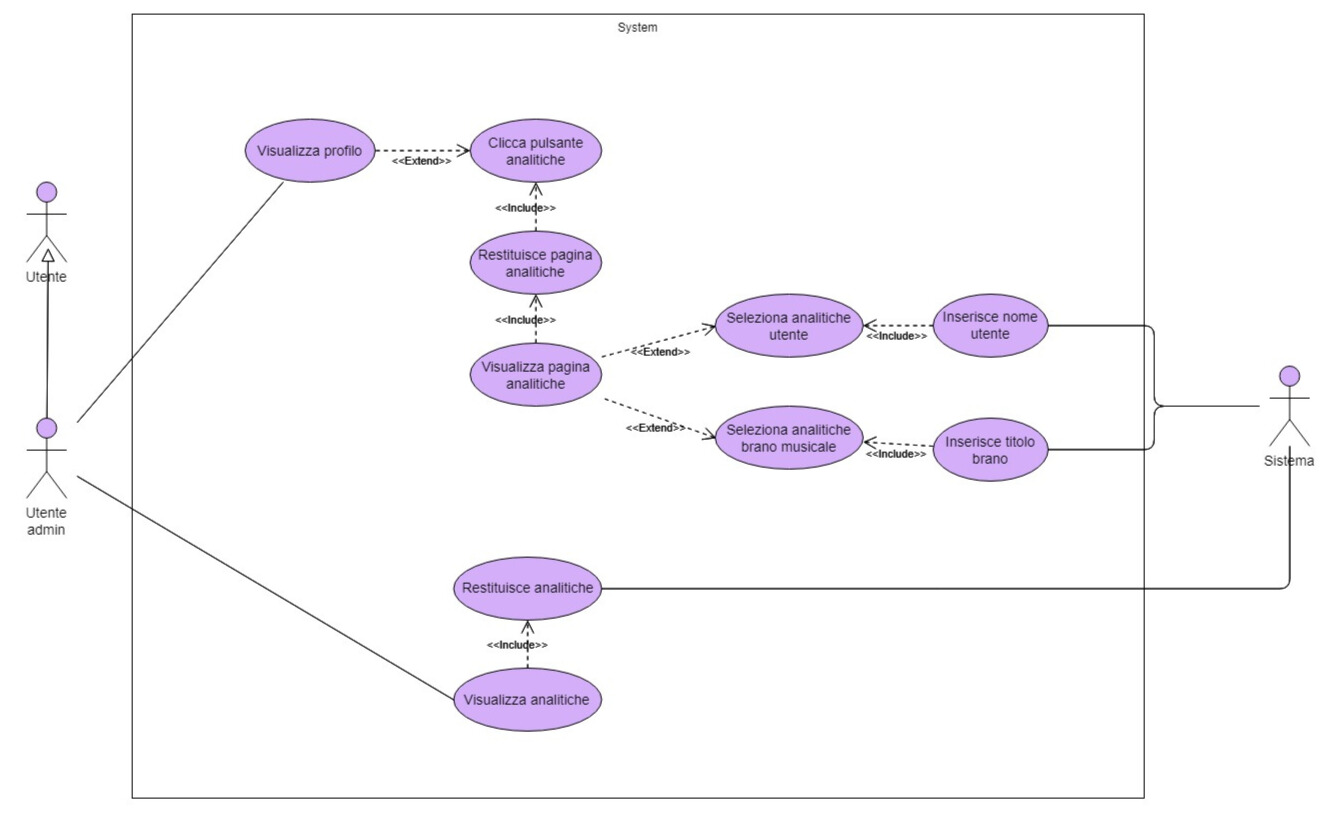 System
Visualizza profilo
<<Extend>>
Clicca pulsante
analitiche
<<Include>>
Restituisce pagina
analitiche
<<Include>>
Visualizza pagina
analitiche
<<Extend>>
<<Extend>>
Seleziona analitiche
utente
<<Include>>
Inserisce nome
utente
Seleziona analitiche
brano musicale
<<Include>>
Inserisce titolo
brano
Utente
Utente
admin
Sistema
Restituisce analitiche
<<Include>>
Visualizza analitiche